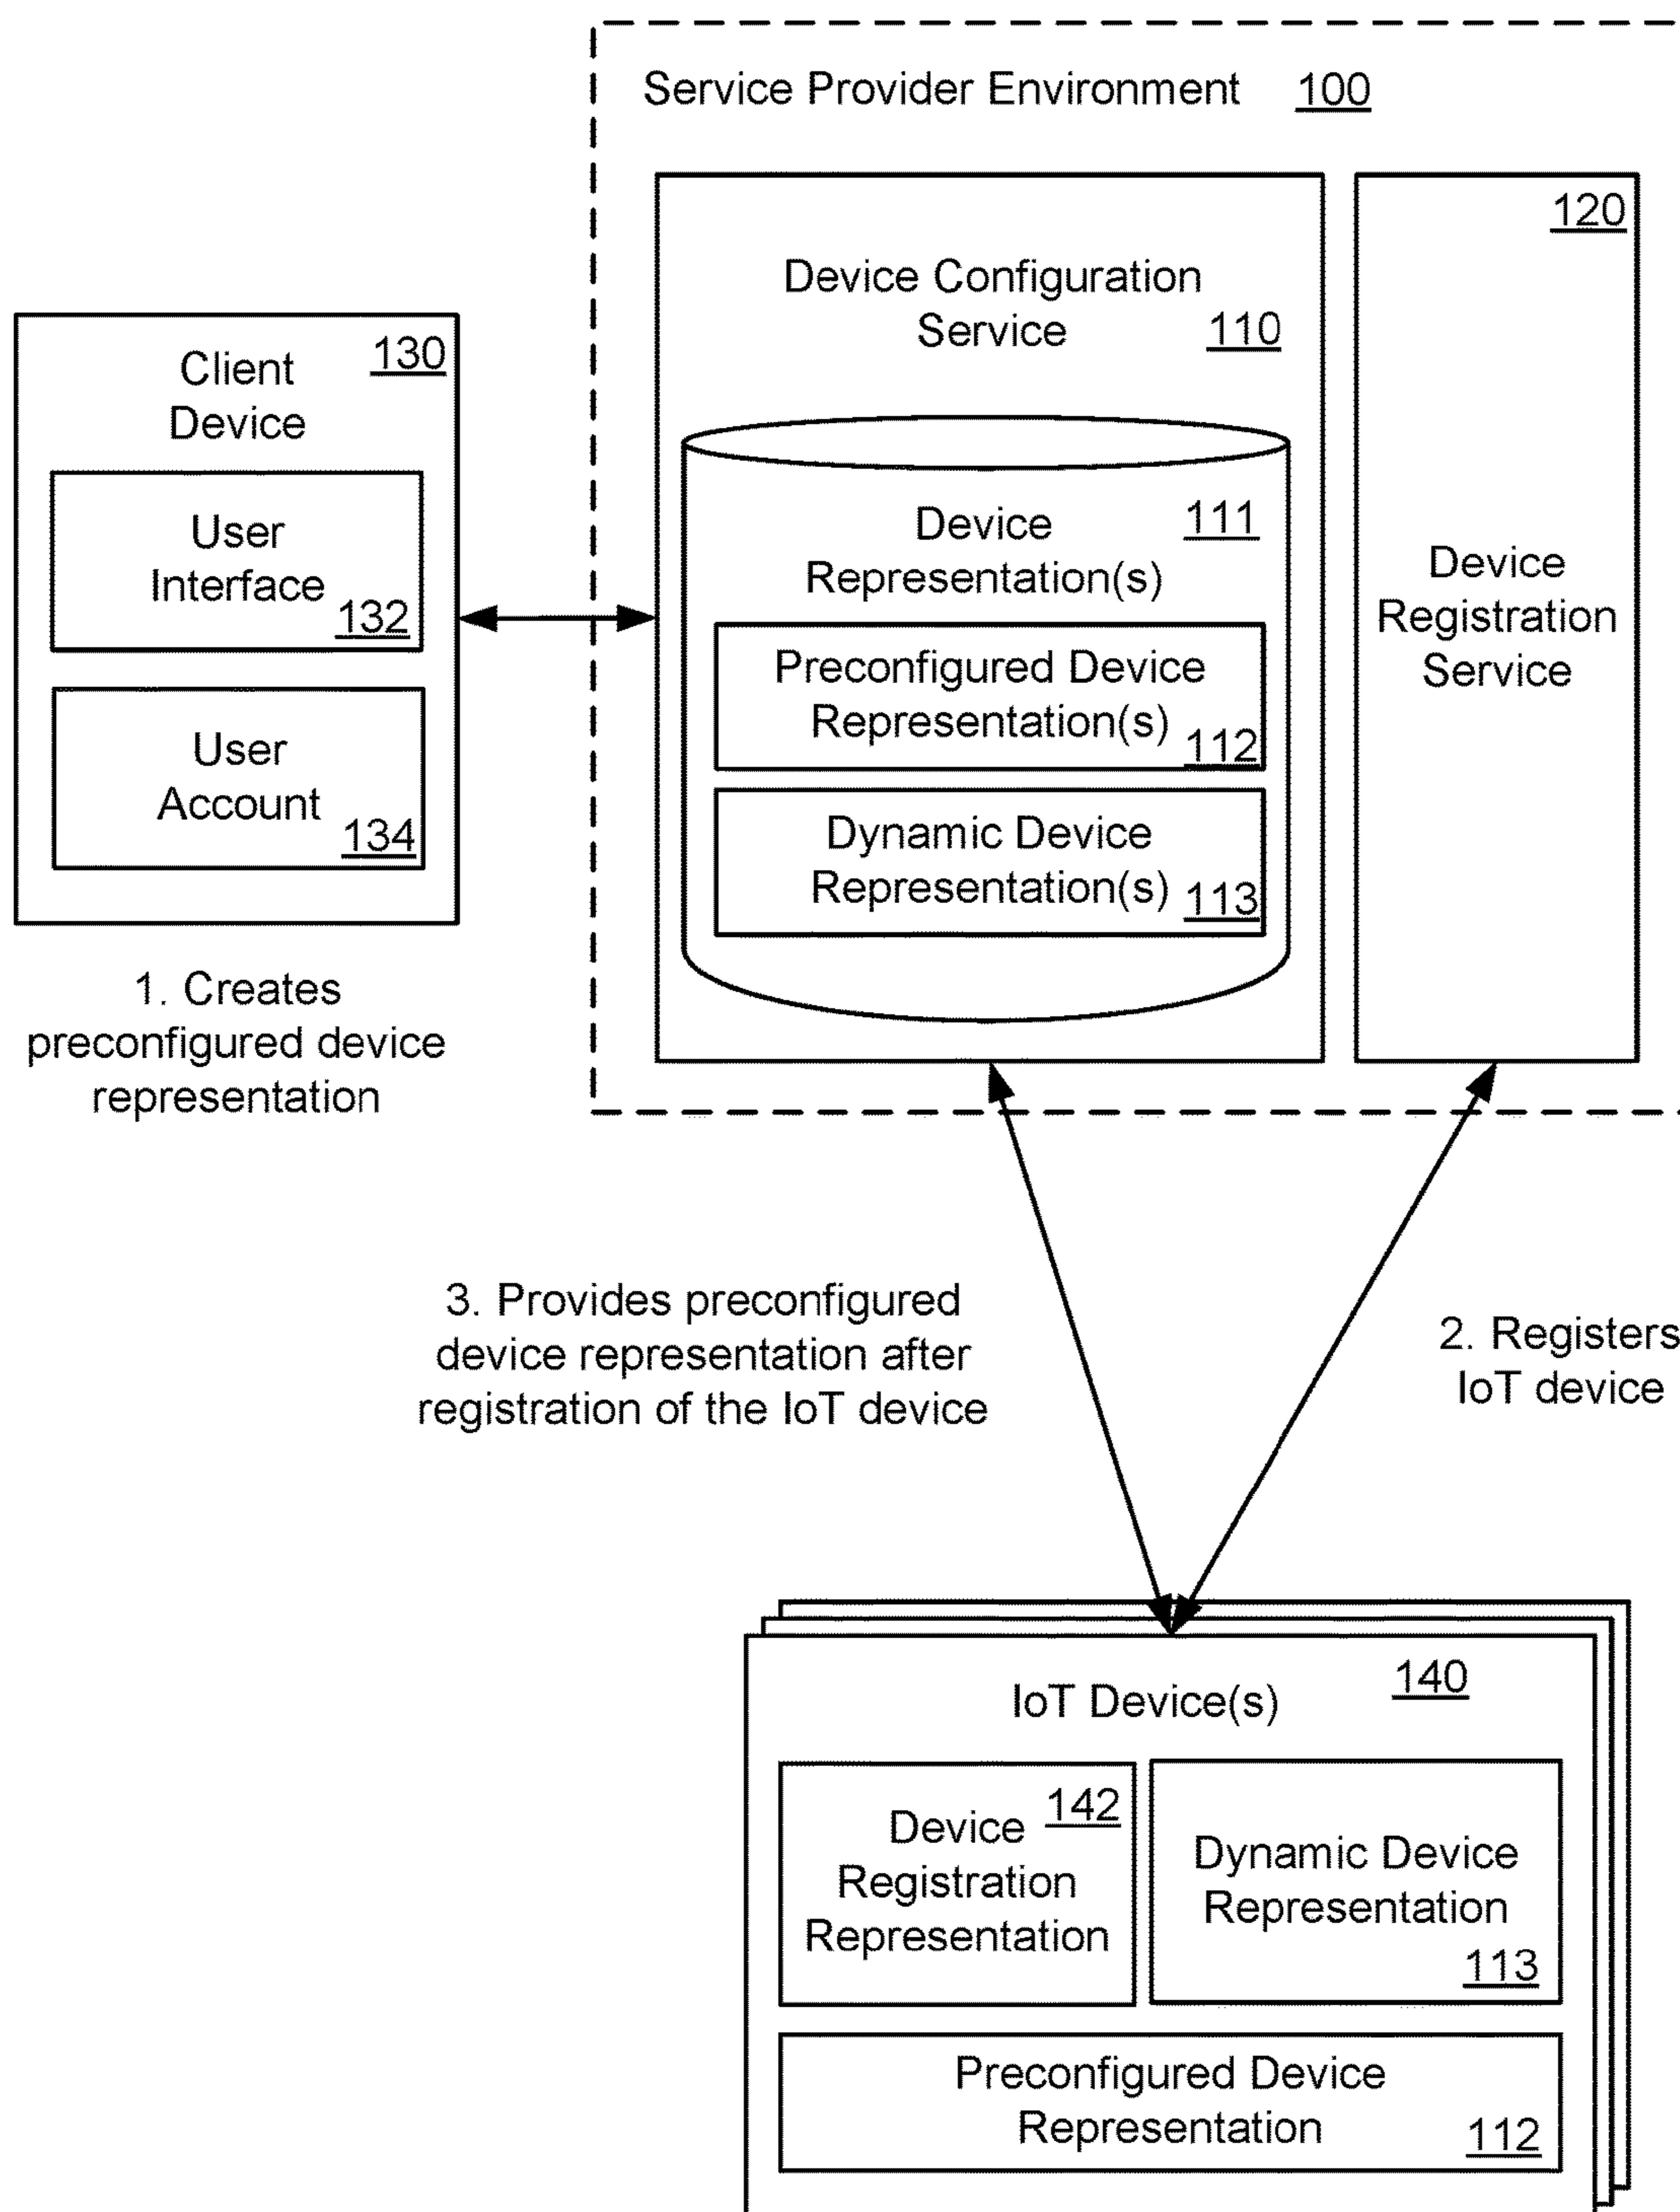 Service Provider Environment 100
120
Device Configuration
Service 110
130
Client
Device
User
Interface
132
User
Account
134
Device 111
Representation(s)
Preconfigured Device
Representation(s)
112
Dynamic Device
Representation(s)
113
Device
Registration
Service
1. Creates
preconfigured device
representation
3. Provides preconfigured
device representation after
registration of the IoT device
2. Registers
IoT device
IoT Device(s) 140
142
Device
Registration
Representation
Dynamic Device
Representation
113
Preconfigured Device
Representation
112